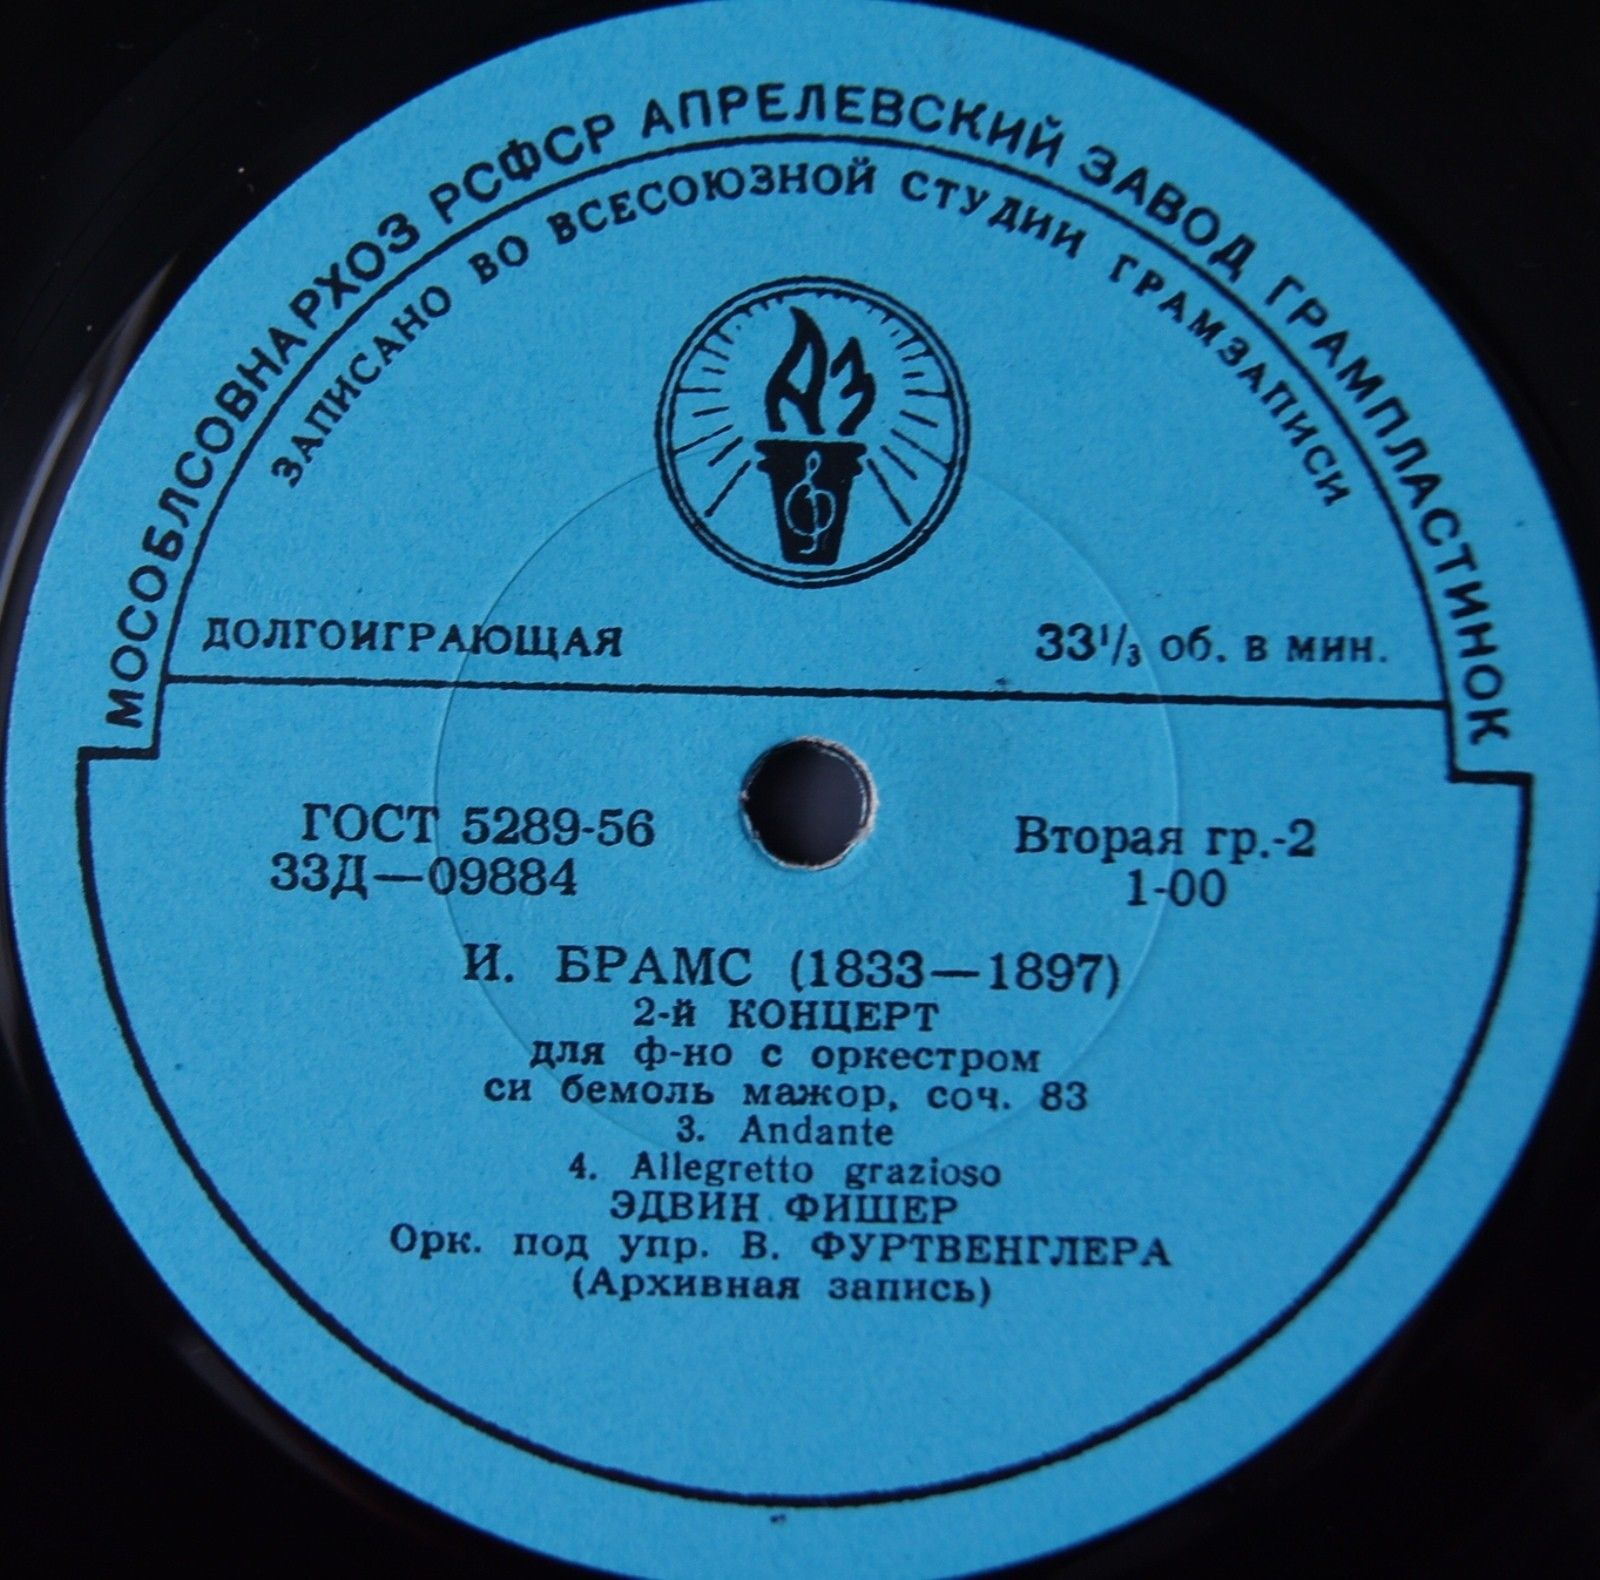 МОСОБЛСОВНАРХОЗ РСФСР АПРЕЛЕВСКИЙ ЗАВОД ГРАМПЛАСТИНОК
ЗАПИСАНО ВО ВСЕСОЮЗНОЙ СТУДИИ ГРАМЗАПИСИ
АЗ
ДОЛГОИГРАЮЩАЯ 33 1/3 об. в мин.
ГОСТ 5289-56 Вторая гр.-2
33Д—09884 1-00
И. БРАМС (1833—1897)
2-й КОНЦЕРТ
для ф-но с оркестром
си бемоль мажор, соч. 83
3. Andante
4. Allegretto grazioso
ЭДВИН ФИШЕР
Орк. под упр. В. ФУРТВЕНГЛЕРА
(Архивная запись)